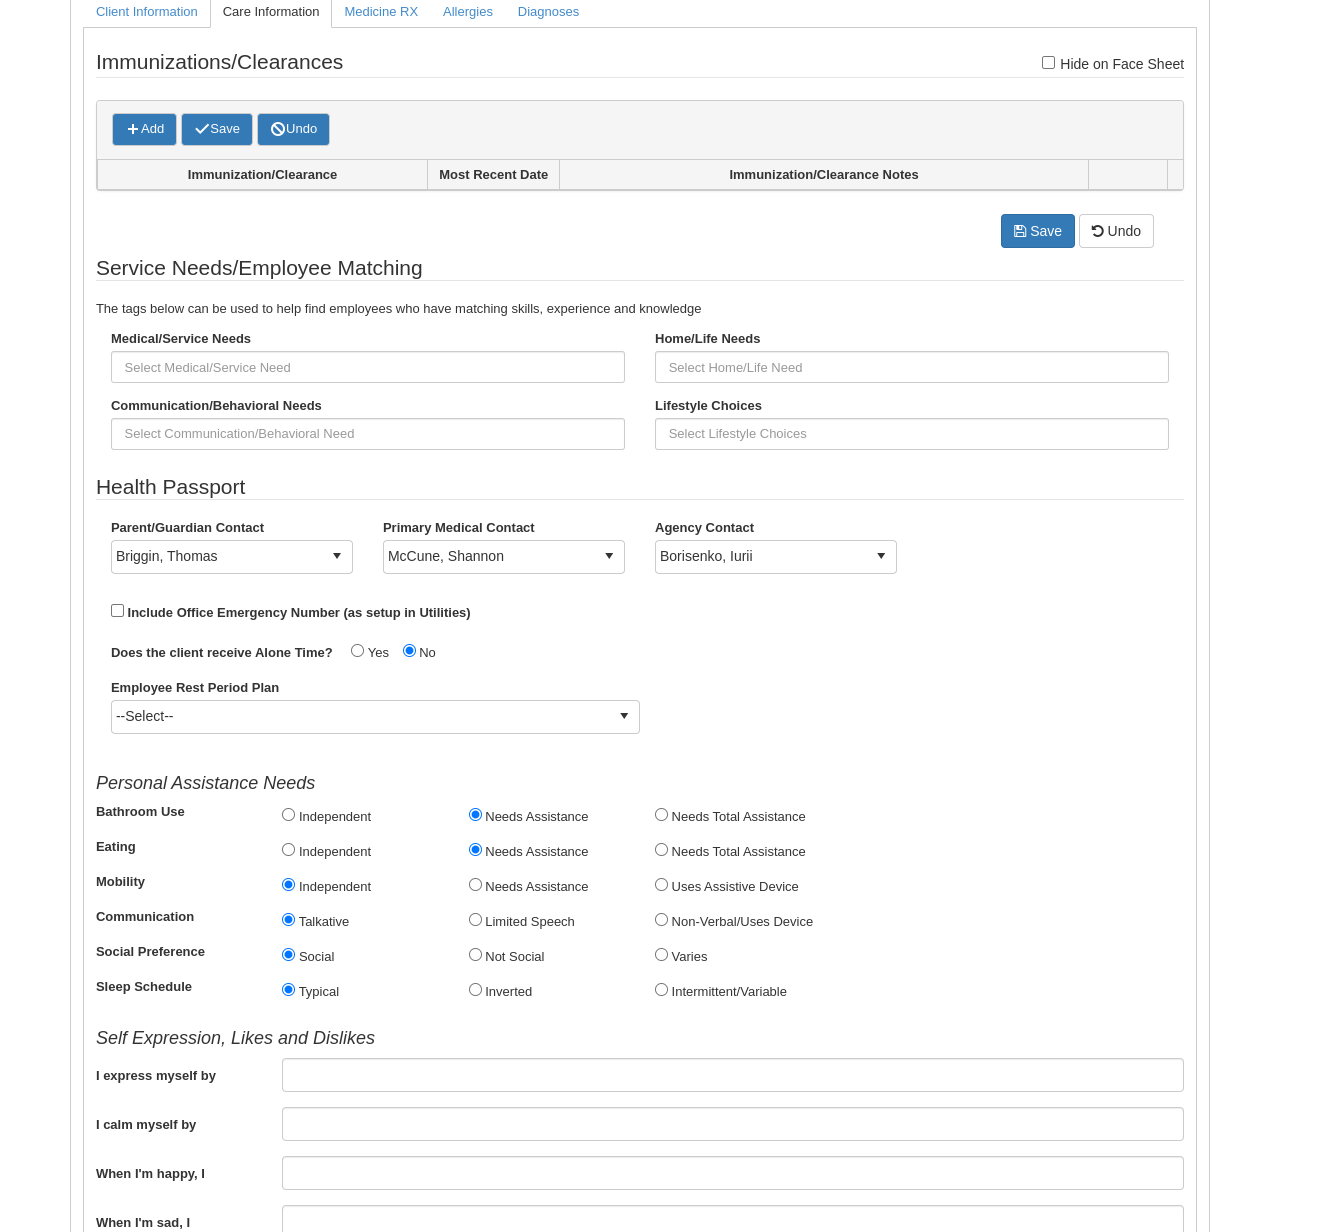 Client Information Care Information Medicine RX Allergies Diagnoses
Immunizations/Clearances Hide on Face Sheet
Add Save Undo
Immunization/Clearance Most Recent Date Immunization/Clearance Notes
Save Undo
Service Needs/Employee Matching
The tags below can be used to help find employees who have matching skills, experience and knowledge
Medical/Service Needs Home/Life Needs
Select Medical/Service Need Select Home/Life Need
Communication/Behavioral Needs Lifestyle Choices
Select Communication/Behavioral Need Select Lifestyle Choices
Health Passport
Parent/Guardian Contact Primary Medical Contact Agency Contact
Briggin, Thomas McCune, Shannon Borisenko, Iurii
Include Office Emergency Number (as setup in Utilities)
Does the client receive Alone Time? Yes No
Employee Rest Period Plan
--Select--
Personal Assistance Needs
Bathroom Use Independent Needs Assistance Needs Total Assistance
Eating Independent Needs Assistance Needs Total Assistance
Mobility Independent Needs Assistance Uses Assistive Device
Communication Talkative Limited Speech Non-Verbal/Uses Device
Social Preference Social Not Social Varies
Sleep Schedule Typical Inverted Intermittent/Variable
Self Expression, Likes and Dislikes
I express myself by
I calm myself by
When I'm happy, I
When I'm sad, I